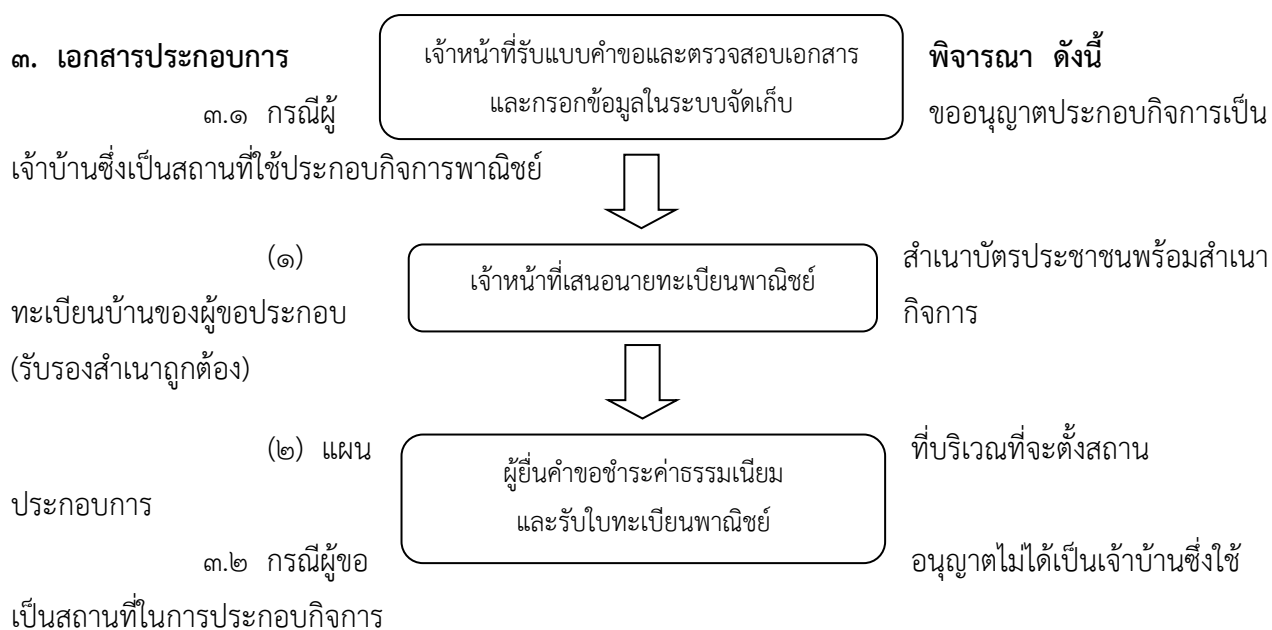 ๓. เอกสารประกอบการ พิจารณา ดังนี้
เจ้าหน้าที่รับแบบคำขอและตรวจสอบเอกสาร
และกรอกข้อมูลในระบบจัดเก็บ
๓.๑ กรณีผู้ ขออนุญาตประกอบกิจการเป็น
เจ้าบ้านซึ่งเป็นสถานที่ใช้ประกอบกิจการพาณิชย์
(๑) สำเนาบัตรประชาชนพร้อมสำเนา
เจ้าหน้าที่เสนอนายทะเบียนพาณิชย์
ทะเบียนบ้านของผู้ขอประกอบ กิจการ
(รับรองสำเนาถูกต้อง)
(๒) แผน ที่บริเวณที่จะตั้งสถาน
ผู้ยื่นคำขอชำระค่าธรรมเนียม
และรับใบทะเบียนพาณิชย์
ประกอบการ
๓.๒ กรณีผู้ขอ อนุญาตไม่ได้เป็นเจ้าบ้านซึ่งใช้
เป็นสถานที่ในการประกอบกิจการ